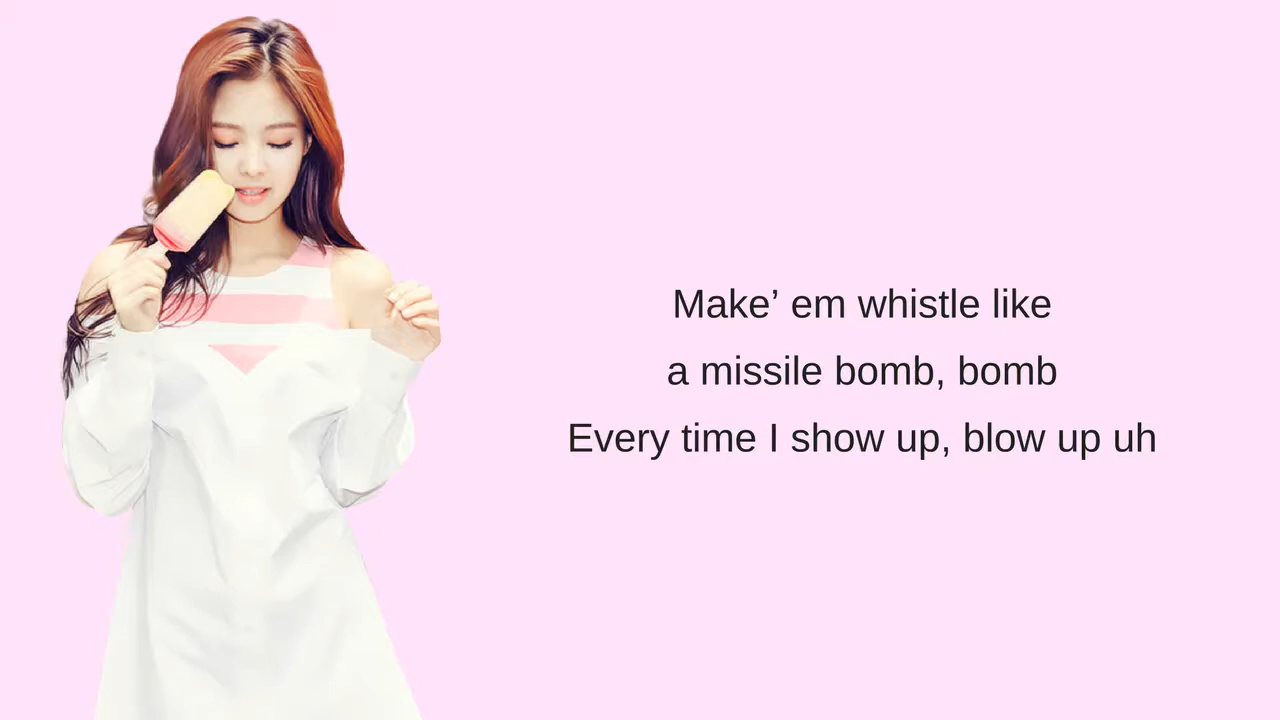 Make’ em whistle like
a missile bomb, bomb
Every time I show up, blow up uh